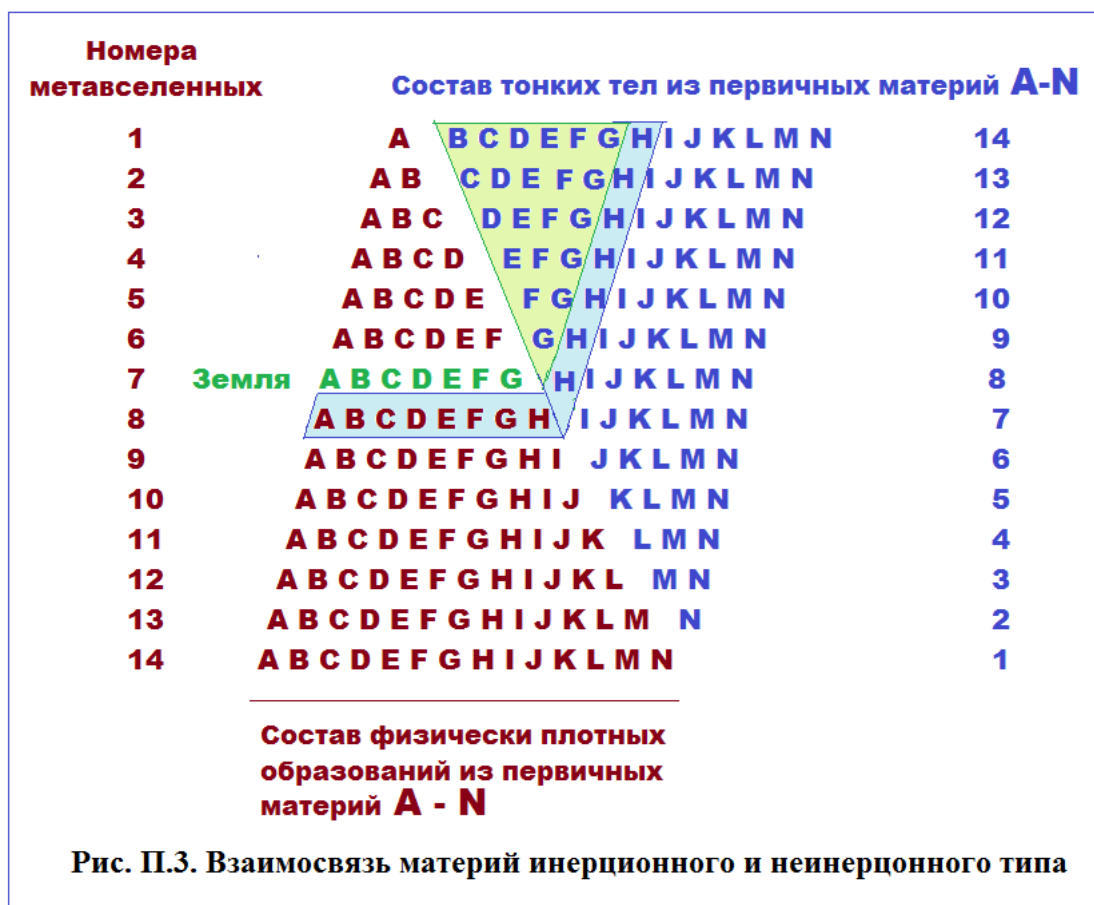 Номера
метавселенных
Состав тонких тел из первичных материй A-N
1 A B C D E F G H I J K L M N 14
2 A B C D E F G H I J K L M N 13
3 A B C D E F G H I J K L M N 12
4 A B C D E F G H I J K L M N 11
5 A B C D E F G H I J K L M N 10
6 A B C D E F G H I J K L M N 9
7 Земля A B C D E F G H I J K L M N 8
8 A B C D E F G H I J K L M N 7
9 A B C D E F G H I J K L M N 6
10 A B C D E F G H I J K L M N 5
11 A B C D E F G H I J K L M N 4
12 A B C D E F G H I J K L M N 3
13 A B C D E F G H I J K L M N 2
14 A B C D E F G H I J K L M N 1
Состав физически плотных
образований из первичных
материй A - N
Рис. П.3. Взаимосвязь материй инерционного и неинерцонного типа